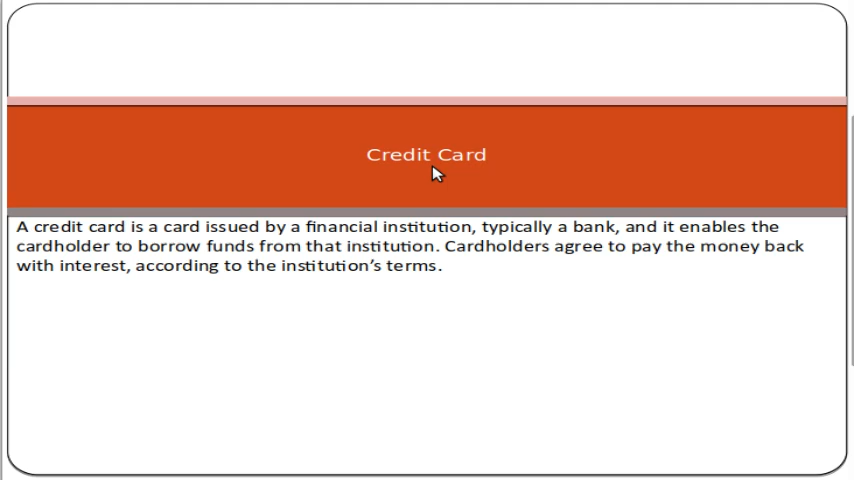 Credit Card
A credit card is a card issued by a financial institution, typically a bank, and it enables the
cardholder to borrow funds from that institution. Cardholders agree to pay the money back
with interest, according to the institution’s terms.